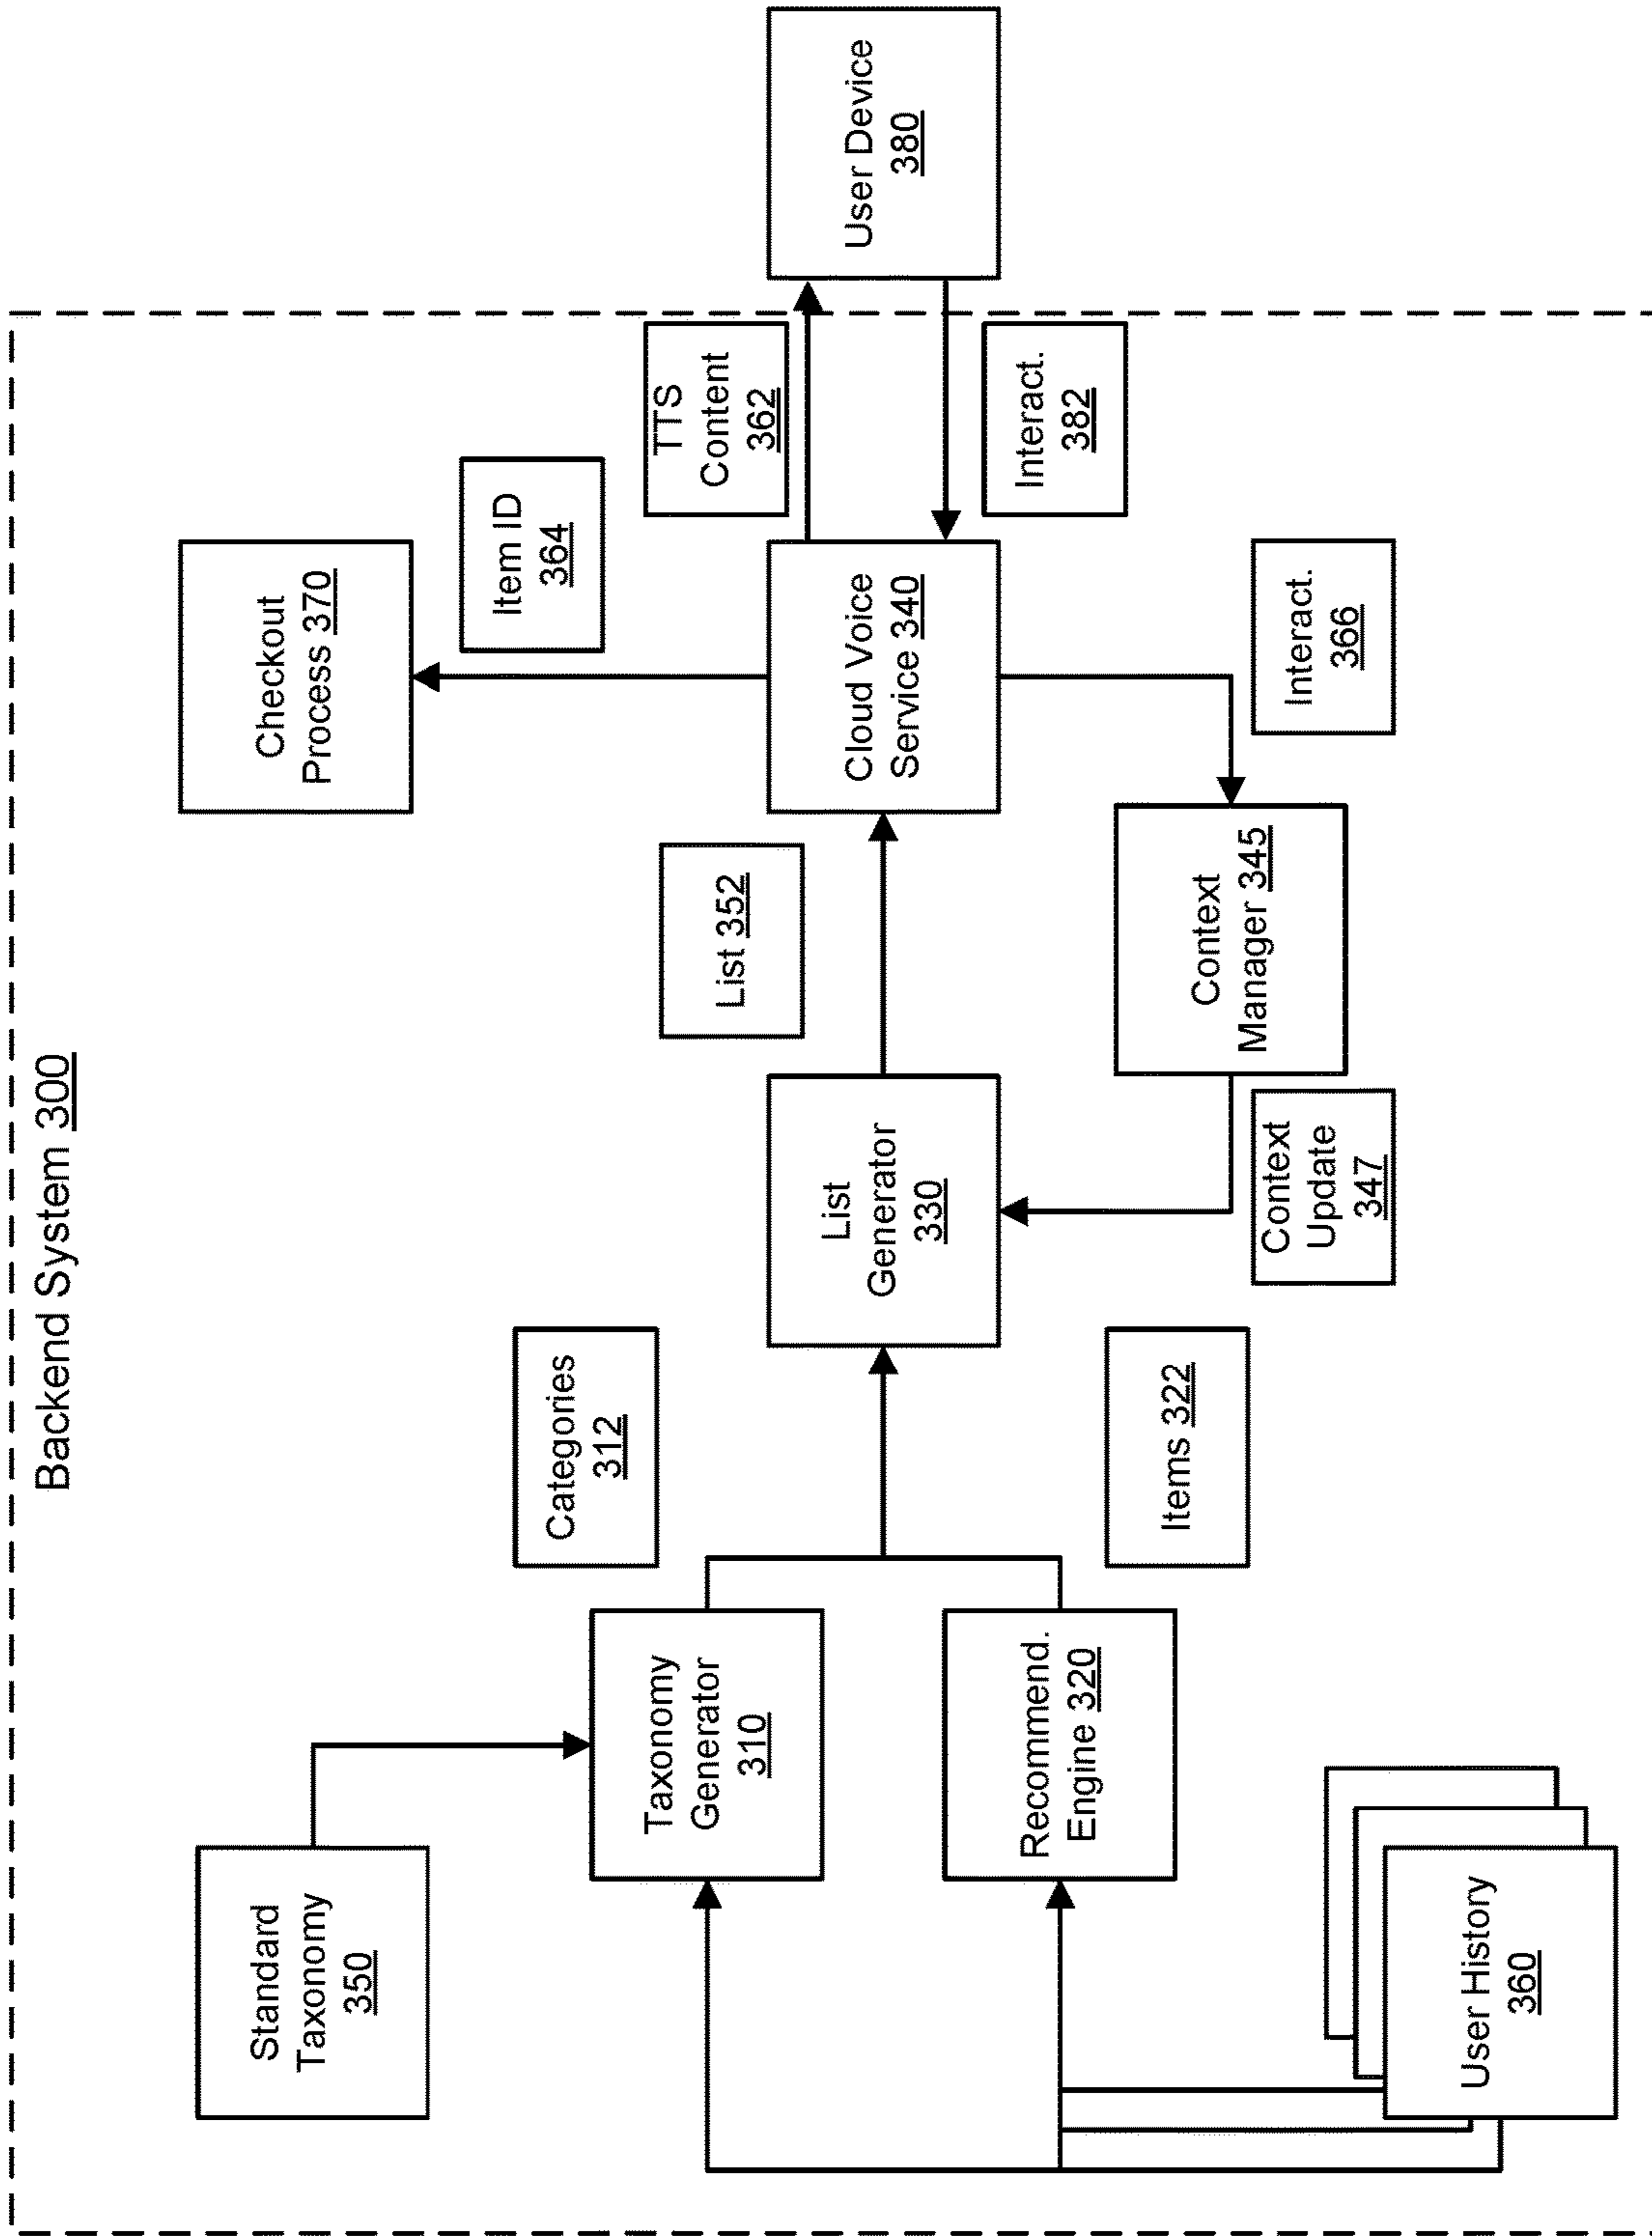 Backend System 300
Standard
Taxonomy
350
Checkout
Process 370
Item ID
364
Categories
312
List 352
TTS
Content
362
Taxonomy
Generator
310
List
Generator
330
Cloud Voice
Service 340
User Device
380
Recommend.
Engine 320
Interact.
382
Items 322
Context
Manager 345
Context
Update
347
Interact.
366
User History
360